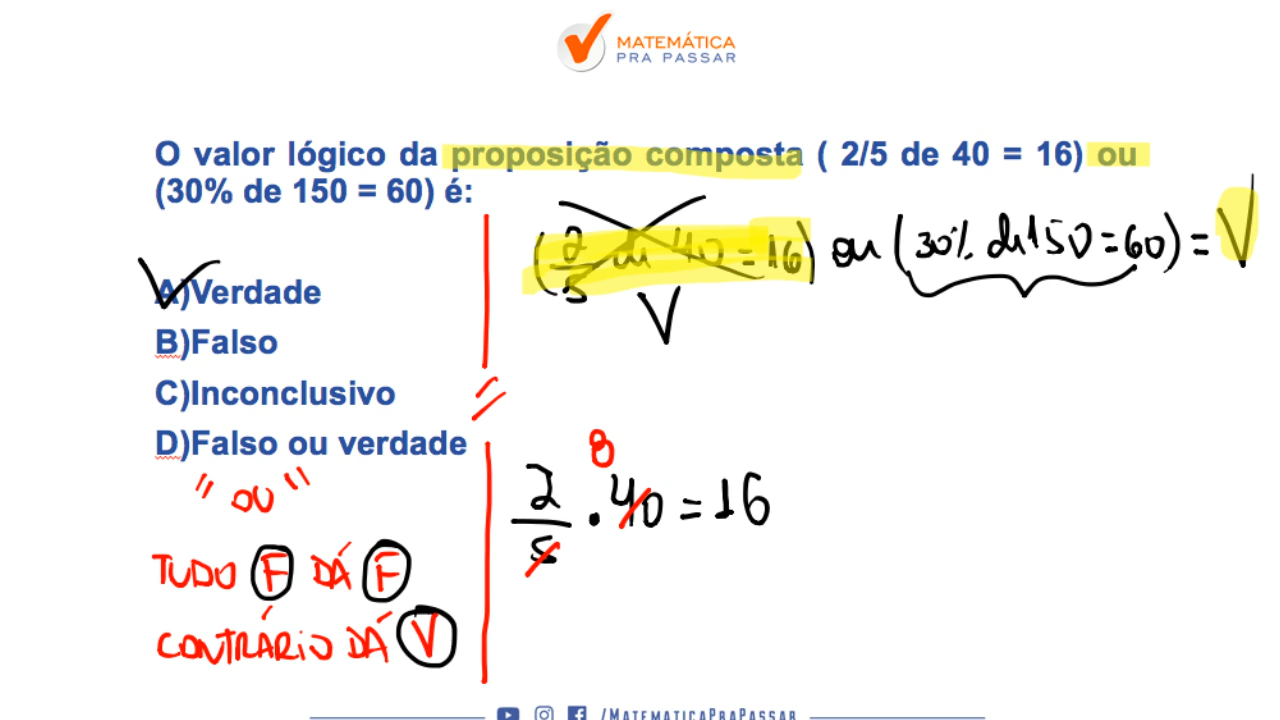 MATEMÁTICA
PRA PASSAR
O valor lógico da proposição composta ( 2/5 de 40 = 16) ou
(30% de 150 = 60) é:
(2/5 de 40 = 16) ou (30% de 150 = 60) = V
V
A)Verdade
B)Falso
C)Inconclusivo
D)Falso ou verdade
"OU"
TUDO F DÁ F
CONTRÁRIO DÁ V
8
2/5 . 40 = 16
/MATEMATICAPRAPASSAR